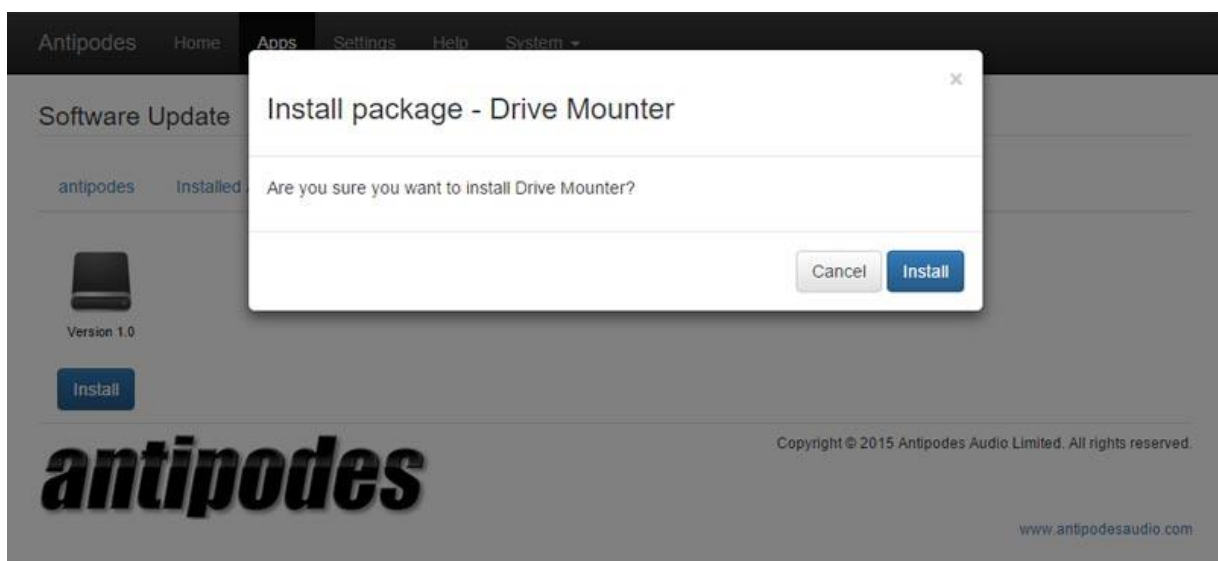 Antipodes Home Apps Settings Help System
×
Install package - Drive Mounter
Software Update
antipodes Installed
Are you sure you want to install Drive Mounter?
Cancel Install
Version 1.0
Install
antipodes
Copyright © 2015 Antipodes Audio Limited. All rights reserved.
www.antipodesaudio.com